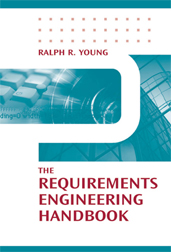 RALPH R. YOUNG
THE
REQUIREMENTS
ENGINEERING
HANDBOOK